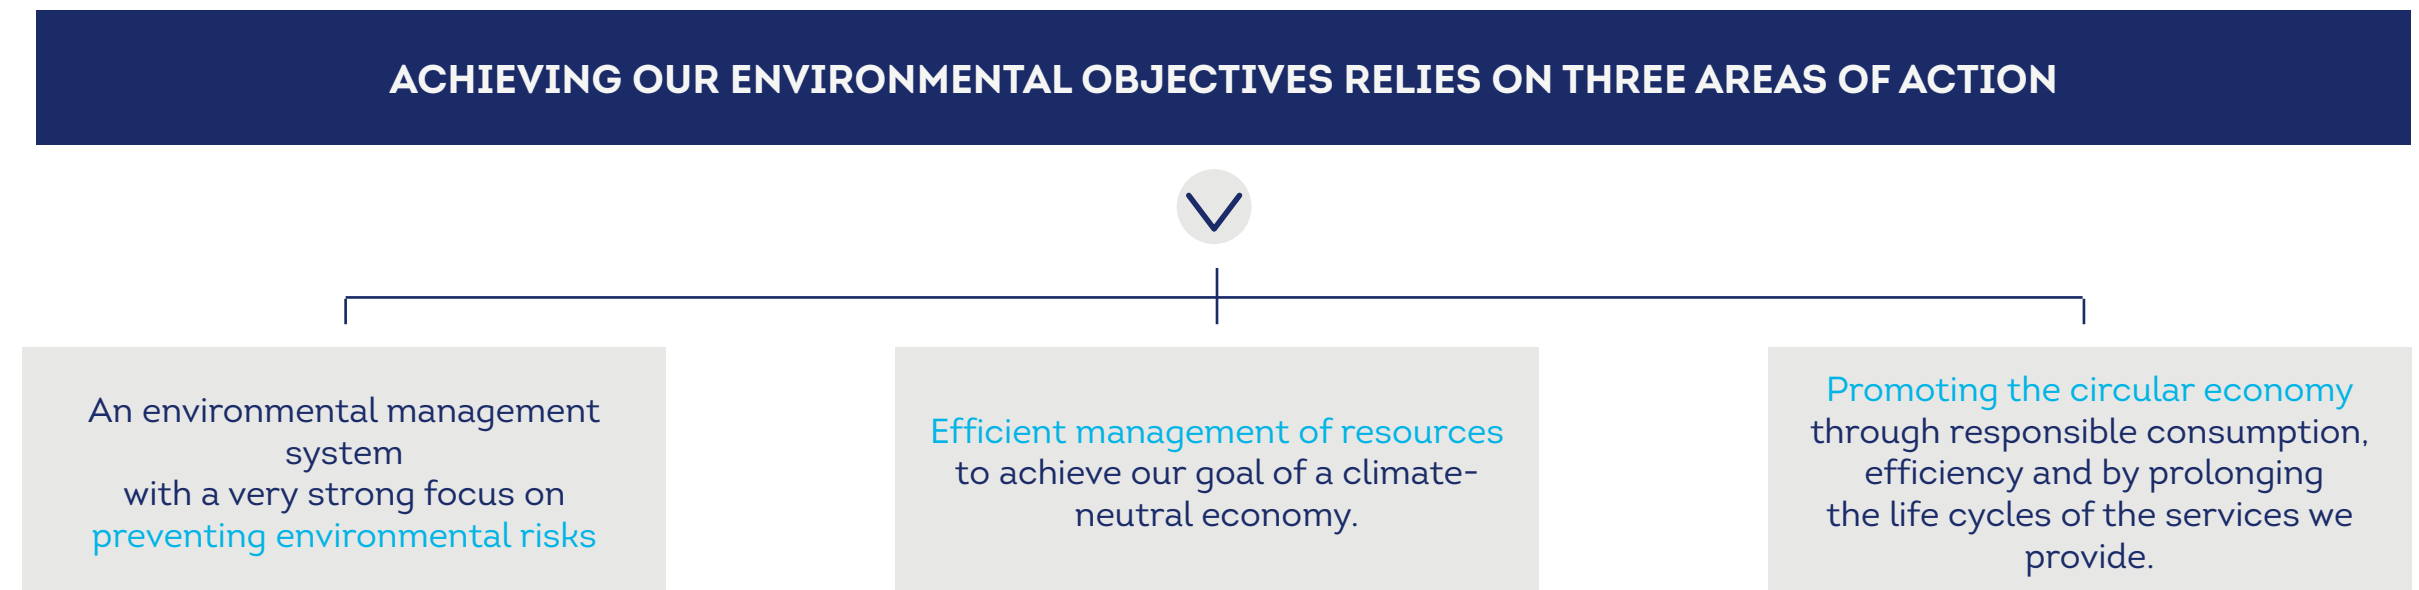 ACHIEVING OUR ENVIRONMENTAL OBJECTIVES RELIES ON THREE AREAS OF ACTION
An environmental management
system
with a very strong focus on
preventing environmental risks
Efficient management of resources
to achieve our goal of a climate-
neutral economy.
Promoting the circular economy
through responsible consumption,
efficiency and by prolonging
the life cycles of the services we
provide.